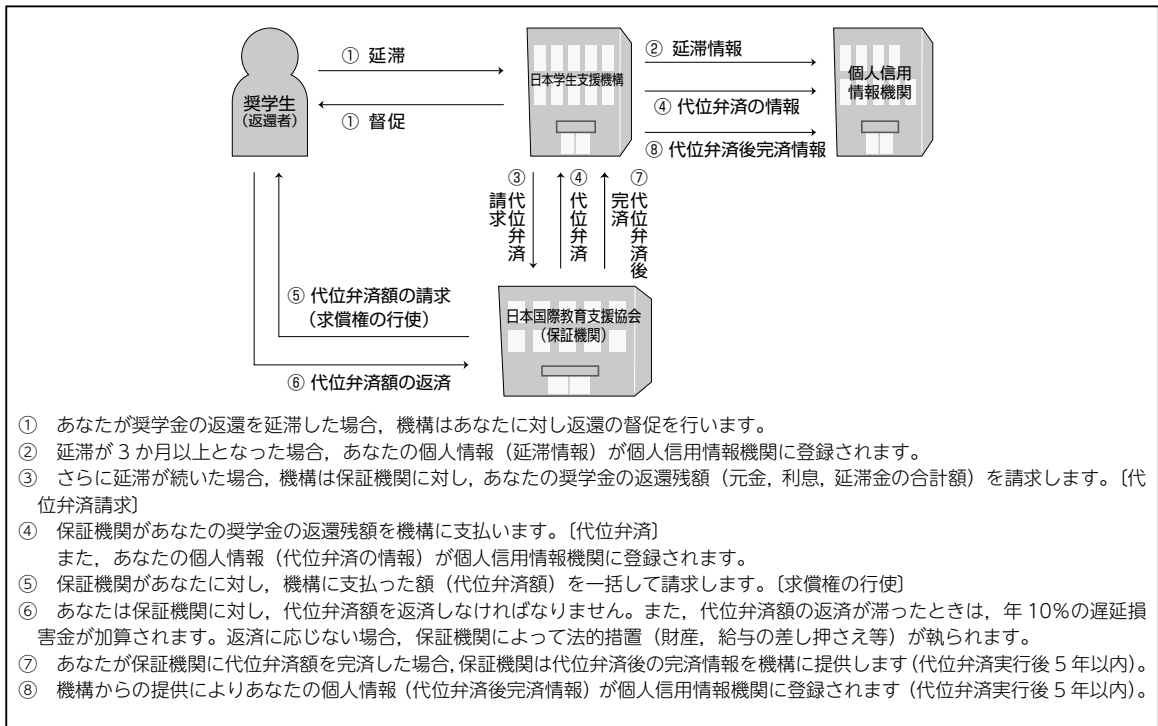 ① 延滞
① 督促
奨学生
（返還者）
日本学生支援機構
② 延滞情報
④ 代位弁済の情報
⑧ 代位弁済後完済情報
個人信用
情報機関
③代位弁済請求
④代位弁済
⑦代位弁済後完済
⑤ 代位弁済額の請求
（求償権の行使）
⑥ 代位弁済額の返済
日本国際教育支援協会
（保証機関）
① あなたが奨学金の返還を延滞した場合，機構はあなたに対し返還の督促を行います。
② 延滞が 3 か月以上となった場合，あなたの個人情報（延滞情報）が個人信用情報機関に登録されます。
③ さらに延滞が続いた場合，機構は保証機関に対し，あなたの奨学金の返還残額（元金，利息，延滞金の合計額）を請求します。〔代
位弁済請求〕
④ 保証機関があなたの奨学金の返還残額を機構に支払います。〔代位弁済〕
また，あなたの個人情報（代位弁済の情報）が個人信用情報機関に登録されます。
⑤ 保証機関があなたに対し，機構に支払った額（代位弁済額）を一括して請求します。〔求償権の行使〕
⑥ あなたは保証機関に対し，代位弁済額を返済しなければなりません。また，代位弁済額の返済が滞ったときは，年 10％の遅延損
害金が加算されます。返済に応じない場合，保証機関によって法的措置（財産，給与の差し押さえ等）が執られます。
⑦ あなたが保証機関に代位弁済額を完済した場合，保証機関は代位弁済後の完済情報を機構に提供します（代位弁済実行後 5 年以内）。
⑧ 機構からの提供によりあなたの個人情報（代位弁済後完済情報）が個人信用情報機関に登録されます（代位弁済実行後 5 年以内）。